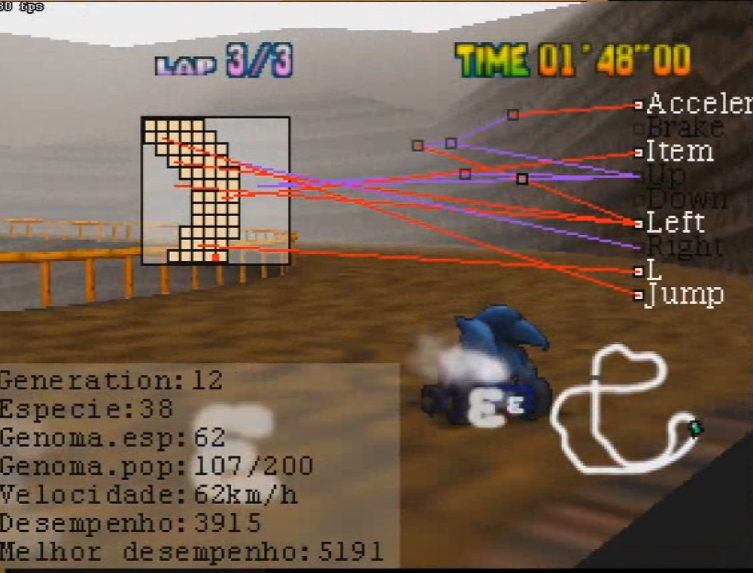 30 fps
LAP 3/3
TIME 01'48"00
Acceler
Brake
Item
Up
Down
Left
Right
L
Jump
Generation:12
Especie:38
Genoma.esp:62
Genoma.pop:107/200
Velocidade:62km/h
Desempenho:3915
Melhor desempenho:5191